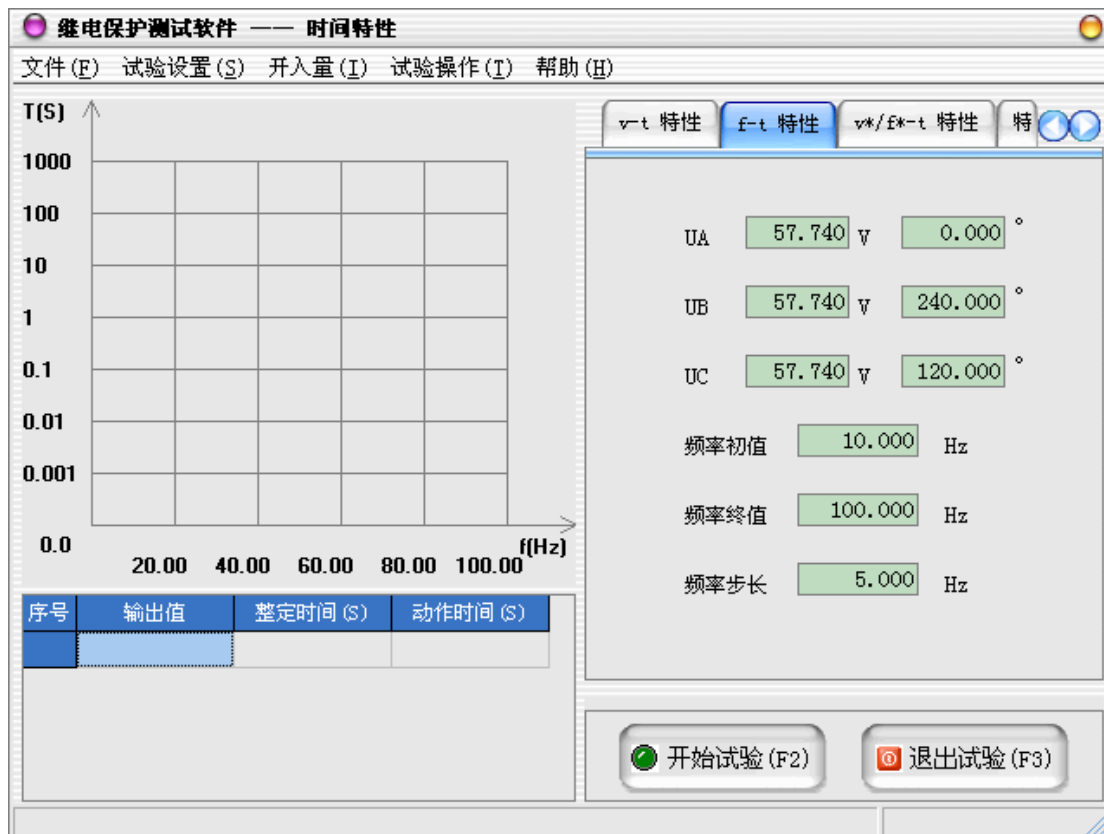 继电保护测试软件 —— 时间特性
文件(F) 试验设置(S) 开入量(I) 试验操作(T) 帮助(H)
T(S)
1000
100
10
1
0.1
0.01
0.001
0.0
20.00 40.00 60.00 80.00 100.00
f(Hz)
序号 输出值 整定时间(S) 动作时间(S)
v-t 特性 f-t 特性 v*/f*-t 特性 特
UA 57.740 V 0.000 °
UB 57.740 V 240.000 °
UC 57.740 V 120.000 °
频率初值 10.000 Hz
频率终值 100.000 Hz
频率步长 5.000 Hz
开始试验(F2) 退出试验(F3)